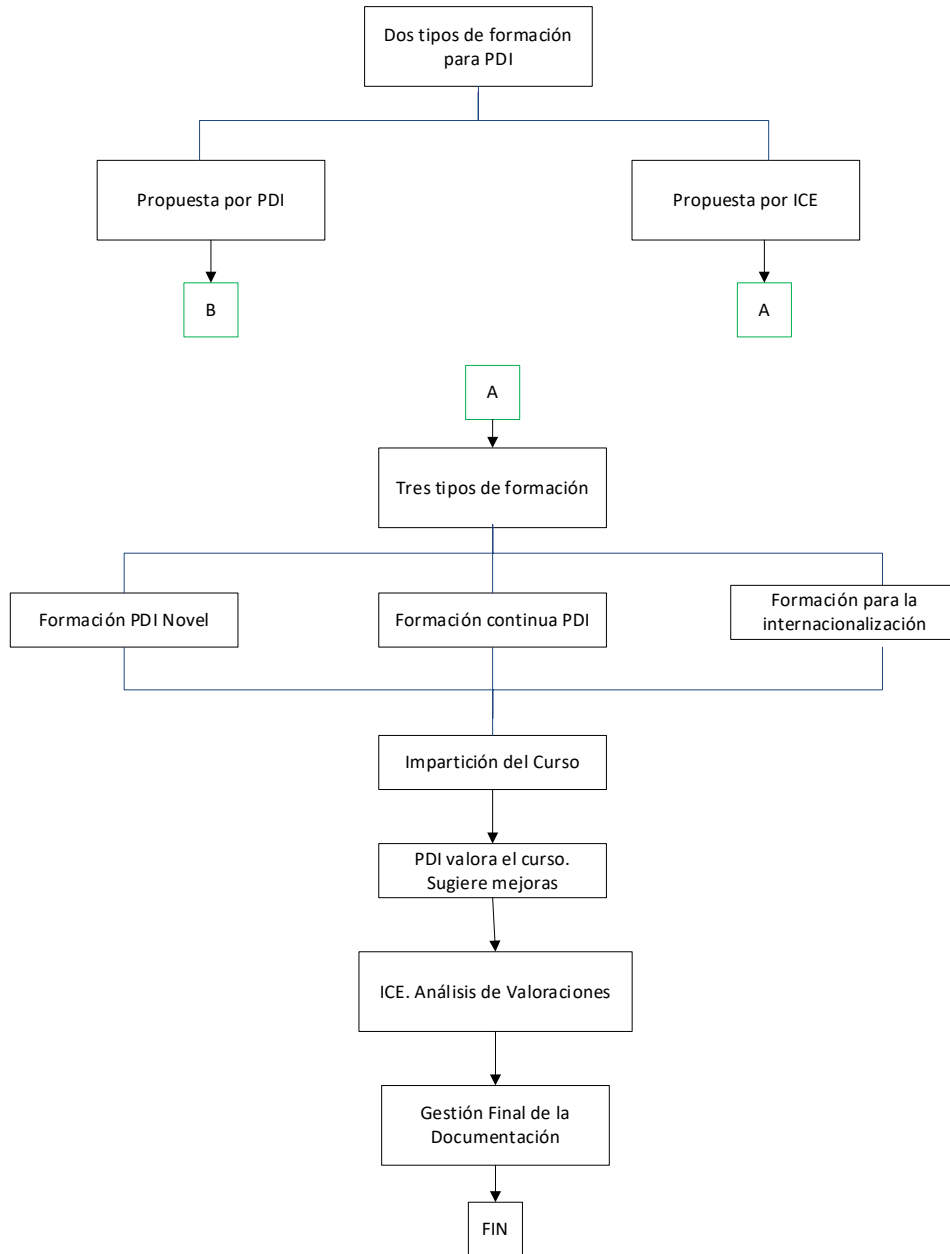 Dos tipos de formación
para PDI
Propuesta por PDI
Propuesta por ICE
B
A
A
Tres tipos de formación
Formación PDI Novel
Formación continua PDI
Formación para la
internacionalización
Impartición del Curso
PDI valora el curso.
Sugiere mejoras
ICE. Análisis de Valoraciones
Gestión Final de la
Documentación
FIN